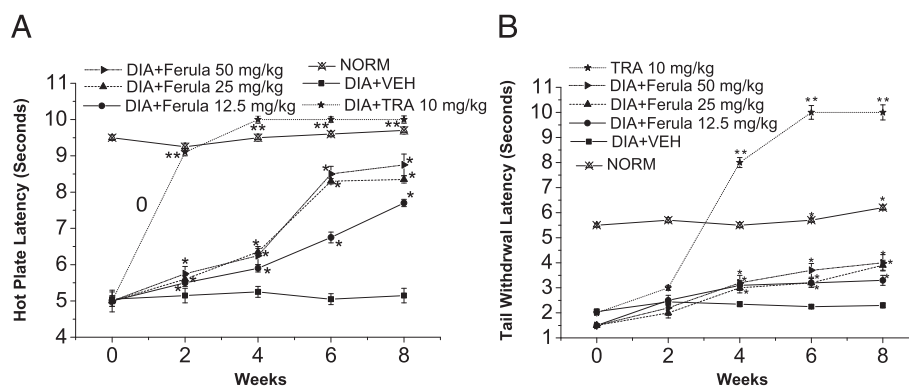 A
DIA+Ferula 50 mg/kg
DIA+Ferula 25 mg/kg
DIA+Ferula 12.5 mg/kg
NORM
DIA+VEH
DIA+TRA 10 mg/kg
Hot Plate Latency (Seconds)
11
10
9
8
7
6
5
4
**
**
**
**
0
*
*
*
*
*
*
*
*
*
*
*
0 2 4 6 8
Weeks
B
TRA 10 mg/kg
DIA+Ferula 50 mg/kg
DIA+Ferula 25 mg/kg
DIA+Ferula 12.5 mg/kg
DIA+VEH
NORM
Tail Withdrwal Latency (Seconds)
11
10
9
8
7
6
5
4
3
2
1
**
**
**
*
*
*
*
*
*
*
*
*
*
*
0 2 4 6 8
Weeks